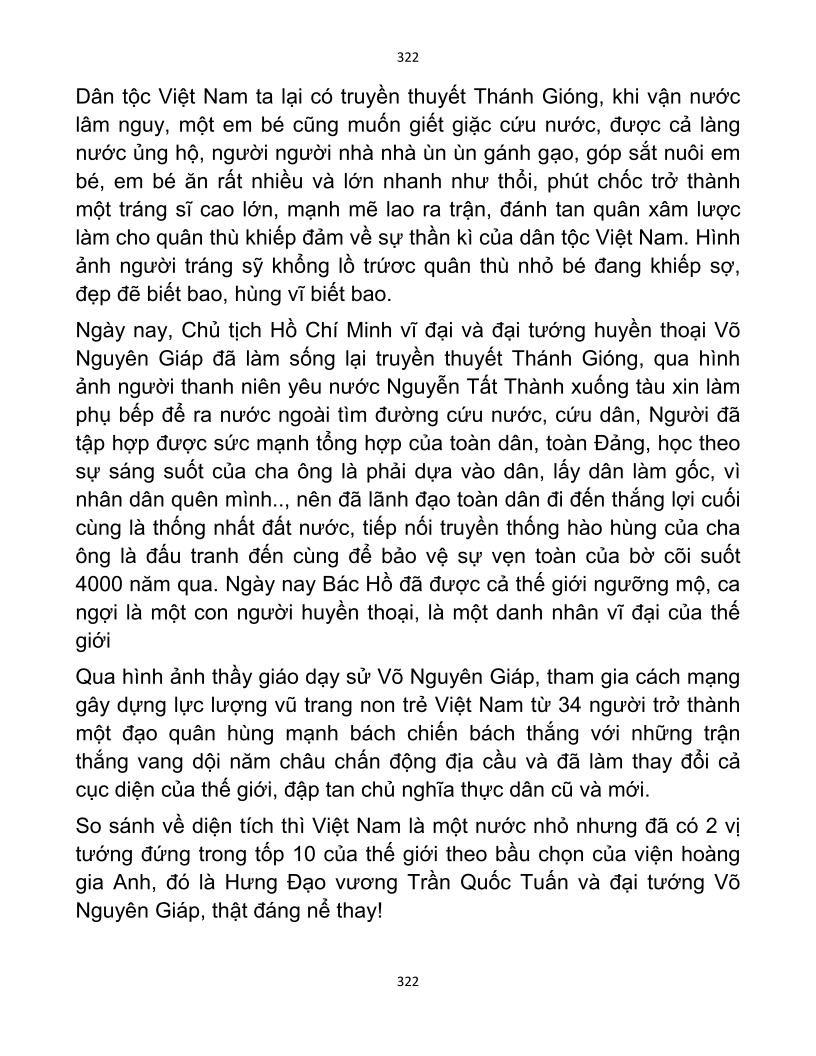 322
Dân tộc Việt Nam ta lại có truyền thuyết Thánh Gióng, khi vận nước
lâm nguy, một em bé cũng muốn giết giặc cứu nước, được cả làng
nước ủng hộ, người người nhà nhà ùn ùn gánh gạo, góp sắt nuôi em
bé, em bé ăn rất nhiều và lớn nhanh như thổi, phút chốc trở thành
một tráng sĩ cao lớn, mạnh mẽ lao ra trận, đánh tan quân xâm lược
làm cho quân thù khiếp đảm về sự thần kì của dân tộc Việt Nam. Hình
ảnh người tráng sỹ khổng lồ trứơc quân thù nhỏ bé đang khiếp sợ,
đẹp đẽ biết bao, hùng vĩ biết bao.
Ngày nay, Chủ tịch Hồ Chí Minh vĩ đại và đại tướng huyền thoại Võ
Nguyên Giáp đã làm sống lại truyền thuyết Thánh Gióng, qua hình
ảnh người thanh niên yêu nước Nguyễn Tất Thành xuống tàu xin làm
phụ bếp để ra nước ngoài tìm đường cứu nước, cứu dân, Người đã
tập hợp được sức mạnh tổng hợp của toàn dân, toàn Đảng, học theo
sự sáng suốt của cha ông là phải dựa vào dân, lấy dân làm gốc, vì
nhân dân quên mình.., nên đã lãnh đạo toàn dân đi đến thắng lợi cuối
cùng là thống nhất đất nước, tiếp nối truyền thống hào hùng của cha
ông là đấu tranh đến cùng để bảo vệ sự vẹn toàn của bờ cõi suốt
4000 năm qua. Ngày nay Bác Hồ đã được cả thế giới ngưỡng mộ, ca
ngợi là một con người huyền thoại, là một danh nhân vĩ đại của thế
giới
Qua hình ảnh thầy giáo dạy sử Võ Nguyên Giáp, tham gia cách mạng
gây dựng lực lượng vũ trang non trẻ Việt Nam từ 34 người trở thành
một đạo quân hùng mạnh bách chiến bách thắng với những trận
thắng vang dội năm châu chấn động địa cầu và đã làm thay đổi cả
cục diện của thế giới, đập tan chủ nghĩa thực dân cũ và mới.
So sánh về diện tích thì Việt Nam là một nước nhỏ nhưng đã có 2 vị
tướng đứng trong tốp 10 của thế giới theo bầu chọn của viện hoàng
gia Anh, đó là Hưng Đạo vương Trần Quốc Tuấn và đại tướng Võ
Nguyên Giáp, thật đáng nể thay!
322